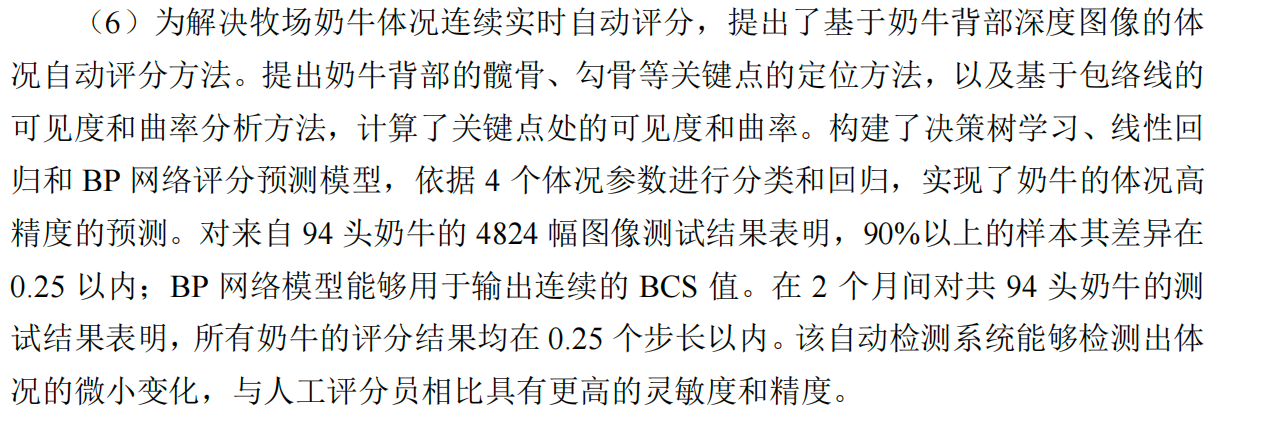 （6）为解决牧场奶牛体况连续实时自动评分，提出了基于奶牛背部深度图像的体
况自动评分方法。提出奶牛背部的髋骨、勾骨等关键点的定位方法，以及基于包络线的
可见度和曲率分析方法，计算了关键点处的可见度和曲率。构建了决策树学习、线性回
归和 BP 网络评分预测模型，依据 4 个体况参数进行分类和回归，实现了奶牛的体况高
精度的预测。对来自 94 头奶牛的 4824 幅图像测试结果表明，90%以上的样本其差异在
0.25 以内；BP 网络模型能够用于输出连续的 BCS 值。在 2 个月间对共 94 头奶牛的测
试结果表明，所有奶牛的评分结果均在 0.25 个步长以内。该自动检测系统能够检测出体
况的微小变化，与人工评分员相比具有更高的灵敏度和精度。